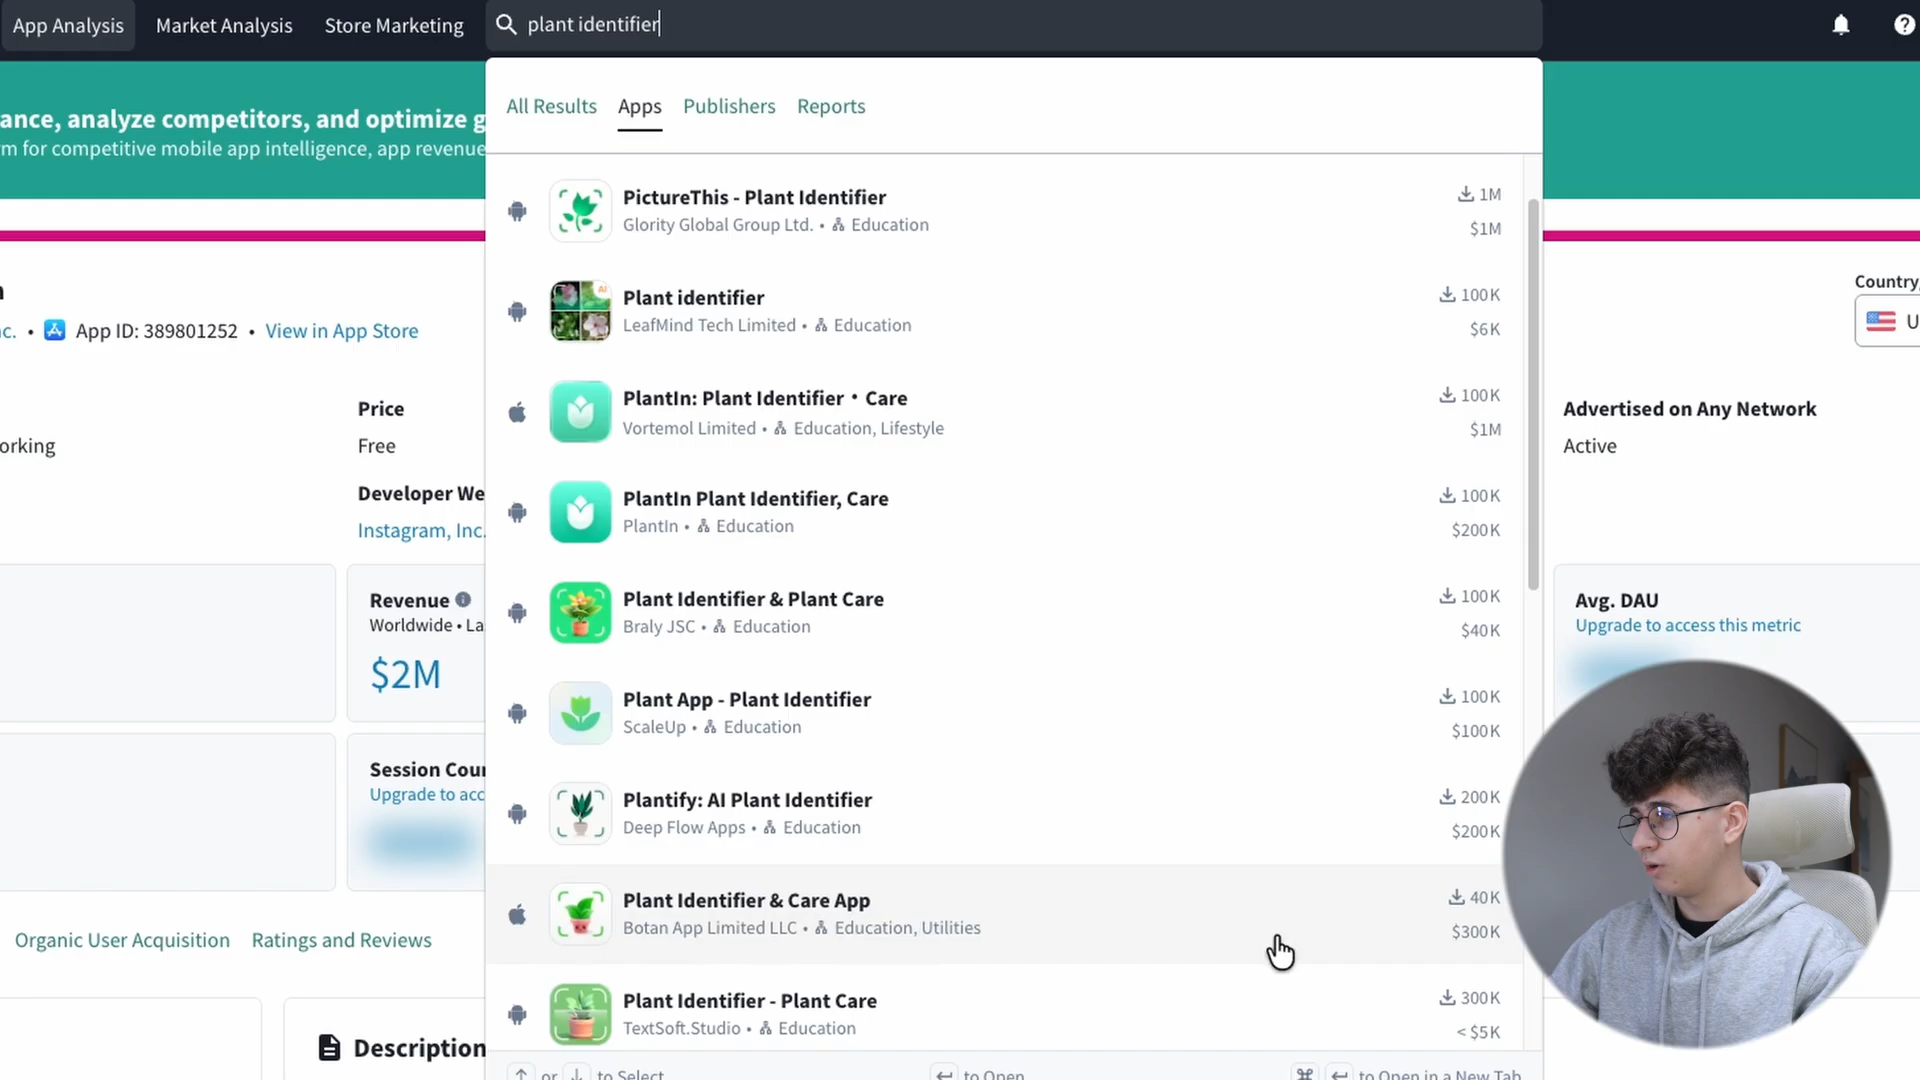 App Analysis
Market Analysis
Store Marketing
plant identifier
ance, analyze competitors, and optimize g
m for competitive mobile app intelligence, app revenue
All Results
Apps
Publishers
Reports
PictureThis - Plant Identifier
1M
Glority Global Group Ltd. • Education
$1M
Plant identifier
100K
LeafMind Tech Limited • Education
$6K
PlantIn: Plant Identifier • Care
100K
Vortemol Limited • Education, Lifestyle
$1M
PlantIn Plant Identifier, Care
100K
PlantIn • Education
$200K
Plant Identifier & Plant Care
100K
Braly JSC • Education
$40K
Plant App - Plant Identifier
100K
ScaleUp • Education
$100K
Plantify: AI Plant Identifier
200K
Deep Flow Apps • Education
$200K
Plant Identifier & Care App
40K
Botan App Limited LLC • Education, Utilities
$300K
Plant Identifier - Plant Care
300K
TextSoft.Studio • Education
< $5K
or to Select
to Open
to Open in a New Tab
n
c. • App ID: 389801252 • View in App Store
Price
orking
Free
Developer We
Instagram, Inc.
Revenue
Worldwide • La
$2M
Session Cour
Upgrade to acc
Organic User Acquisition
Ratings and Reviews
Description
Country
U
Advertised on Any Network
Active
Avg. DAU
Upgrade to access this metric